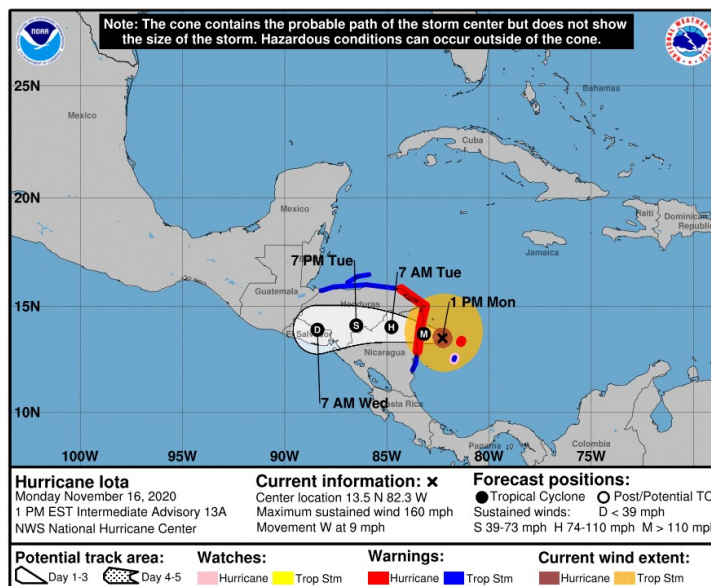 Note: The cone contains the probable path of the storm center but does not show
the size of the storm. Hazardous conditions can occur outside of the cone.
NOAA
NATIONAL WEATHER SERVICE
25N
Mexico
Bahamas
Cuba
20N
Mexico
Haiti
Dominican
Republic
Jamaica
7 PM Tue
7 AM Tue
Guatemala
1 PM Mon
15N
Honduras
D
S
H
M
El Salvador
Nicaragua
7 AM Wed
Costa Rica
10N
Panama
Colombia
100W
95W
90W
85W
80W
75W
Hurricane Iota
Monday November 16, 2020
1 PM EST Intermediate Advisory 13A
NWS National Hurricane Center
Current information: x
Center location 13.5 N 82.3 W
Maximum sustained wind 160 mph
Movement W at 9 mph
Forecast positions:
Tropical Cyclone Post/Potential TC
Sustained winds: D < 39 mph
S 39-73 mph H 74-110 mph M > 110 mph
Potential track area:
Day 1-3 Day 4-5
Watches:
Hurricane Trop Stm
Warnings:
Hurricane Trop Stm
Current wind extent:
Hurricane Trop Stm